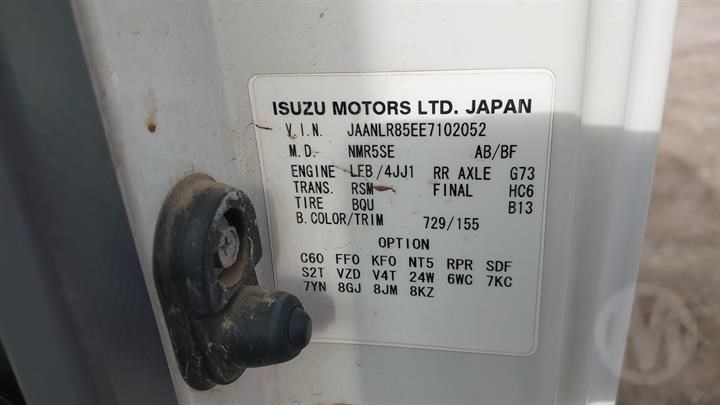 ISUZU MOTORS LTD. JAPAN
V.I.N. JAANLR85EE7102052
M.D. NMR5SE AB/BF
ENGINE LFB/4JJ1 RR AXLE G73
TRANS. RSM FINAL HC6
TIRE BQU B13
B.COLOR/TRIM 729/155
OPTION
C60 FF0 KF0 NT5 RPR SDF
S2T VZD V4T 24W 6WC 7KC
7YN 8GJ 8JM 8KZ
M